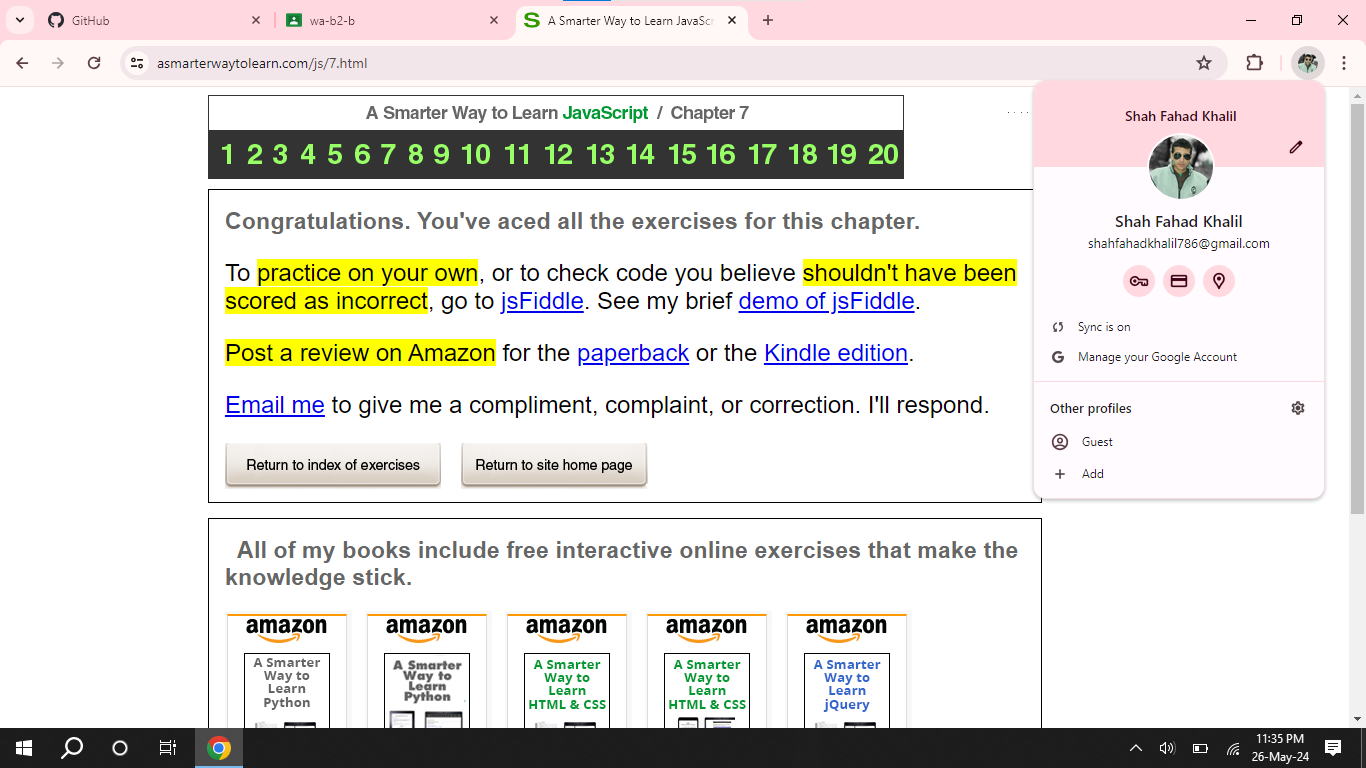 GitHub
wa-b2-b
A Smarter Way to Learn JavaSc
asmarterwaytolearn.com/js/7.html
A Smarter Way to Learn JavaScript / Chapter 7
1 2 3 4 5 6 7 8 9 10 11 12 13 14 15 16 17 18 19 20
Congratulations. You've aced all the exercises for this chapter.
To practice on your own, or to check code you believe shouldn't have been
scored as incorrect, go to jsFiddle. See my brief demo of jsFiddle.
Post a review on Amazon for the paperback or the Kindle edition.
Email me to give me a compliment, complaint, or correction. I'll respond.
Return to index of exercises
Return to site home page
Shah Fahad Khalil
Shah Fahad Khalil
shahfahadkhalil786@gmail.com
Sync is on
Manage your Google Account
Other profiles
Guest
Add
All of my books include free interactive online exercises that make the
knowledge stick.
amazon
A Smarter
Way to
Learn
Python
amazon
A Smarter
Way to
Learn
Python
amazon
A Smarter
Way to
Learn
HTML & CSS
amazon
A Smarter
Way to
Learn
HTML & CSS
amazon
A Smarter
Way to
Learn
jQuery
11:35 PM
26-May-24